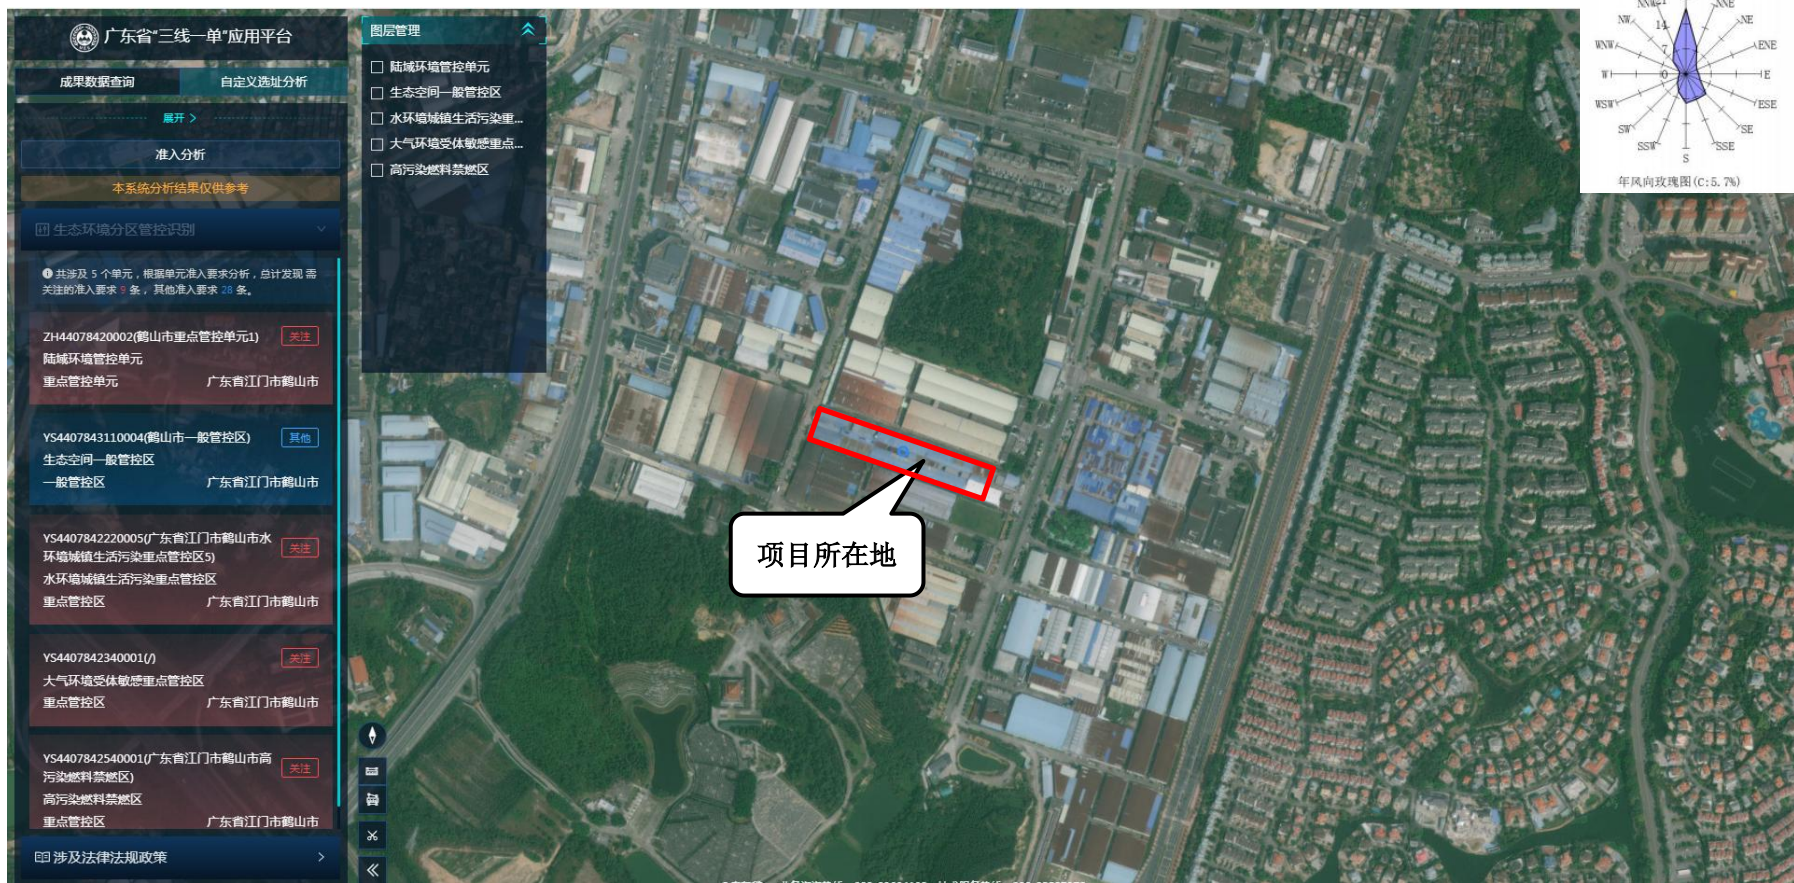 广东省“三线一单”应用平台
成果数据查询
自定义选址分析
展开 >
准入分析
本系统分析结果仅供参考
生态环境分区管控识别
共涉及 5 个单元，根据单元准入要求分析，总计发现 需
关注的准入要求 9 条，其他准入要求 28 条。
ZH44078420002(鹤山市重点管控单元1)
关注
陆域环境管控单元
重点管控单元
广东省江门市鹤山市
YS4407843110004(鹤山市一般管控区)
其他
生态空间一般管控区
一般管控区
广东省江门市鹤山市
YS4407842220005(广东省江门市鹤山市水
环境城镇生活污染重点管控区5)
关注
水环境城镇生活污染重点管控区
重点管控区
广东省江门市鹤山市
YS4407842340001(/)
关注
大气环境受体敏感重点管控区
重点管控区
广东省江门市鹤山市
YS4407842540001(广东省江门市鹤山市高
污染燃料禁燃区)
关注
高污染燃料禁燃区
重点管控区
广东省江门市鹤山市
涉及法律法规政策
图层管理
陆域环境管控单元
生态空间一般管控区
水环境城镇生活污染重...
大气环境受体敏感重点...
高污染燃料禁燃区
项目所在地
NNW
21
NNE
NW
14
NE
WNW
7
ENE
W
0
E
WSW
ESE
SW
SE
SSW
SSE
S
年风向玫瑰图(C:5.7%)